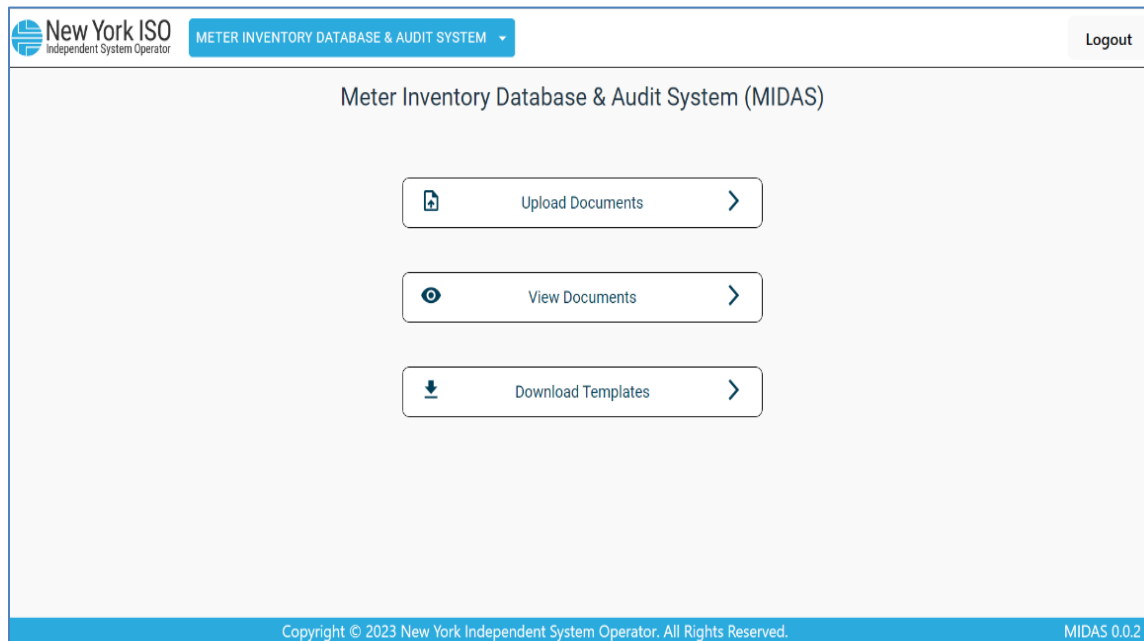 New York ISO
Independent System Operator
METER INVENTORY DATABASE & AUDIT SYSTEM
Logout
Meter Inventory Database & Audit System (MIDAS)
Upload Documents
View Documents
Download Templates
Copyright © 2023 New York Independent System Operator. All Rights Reserved.
MIDAS 0.0.2